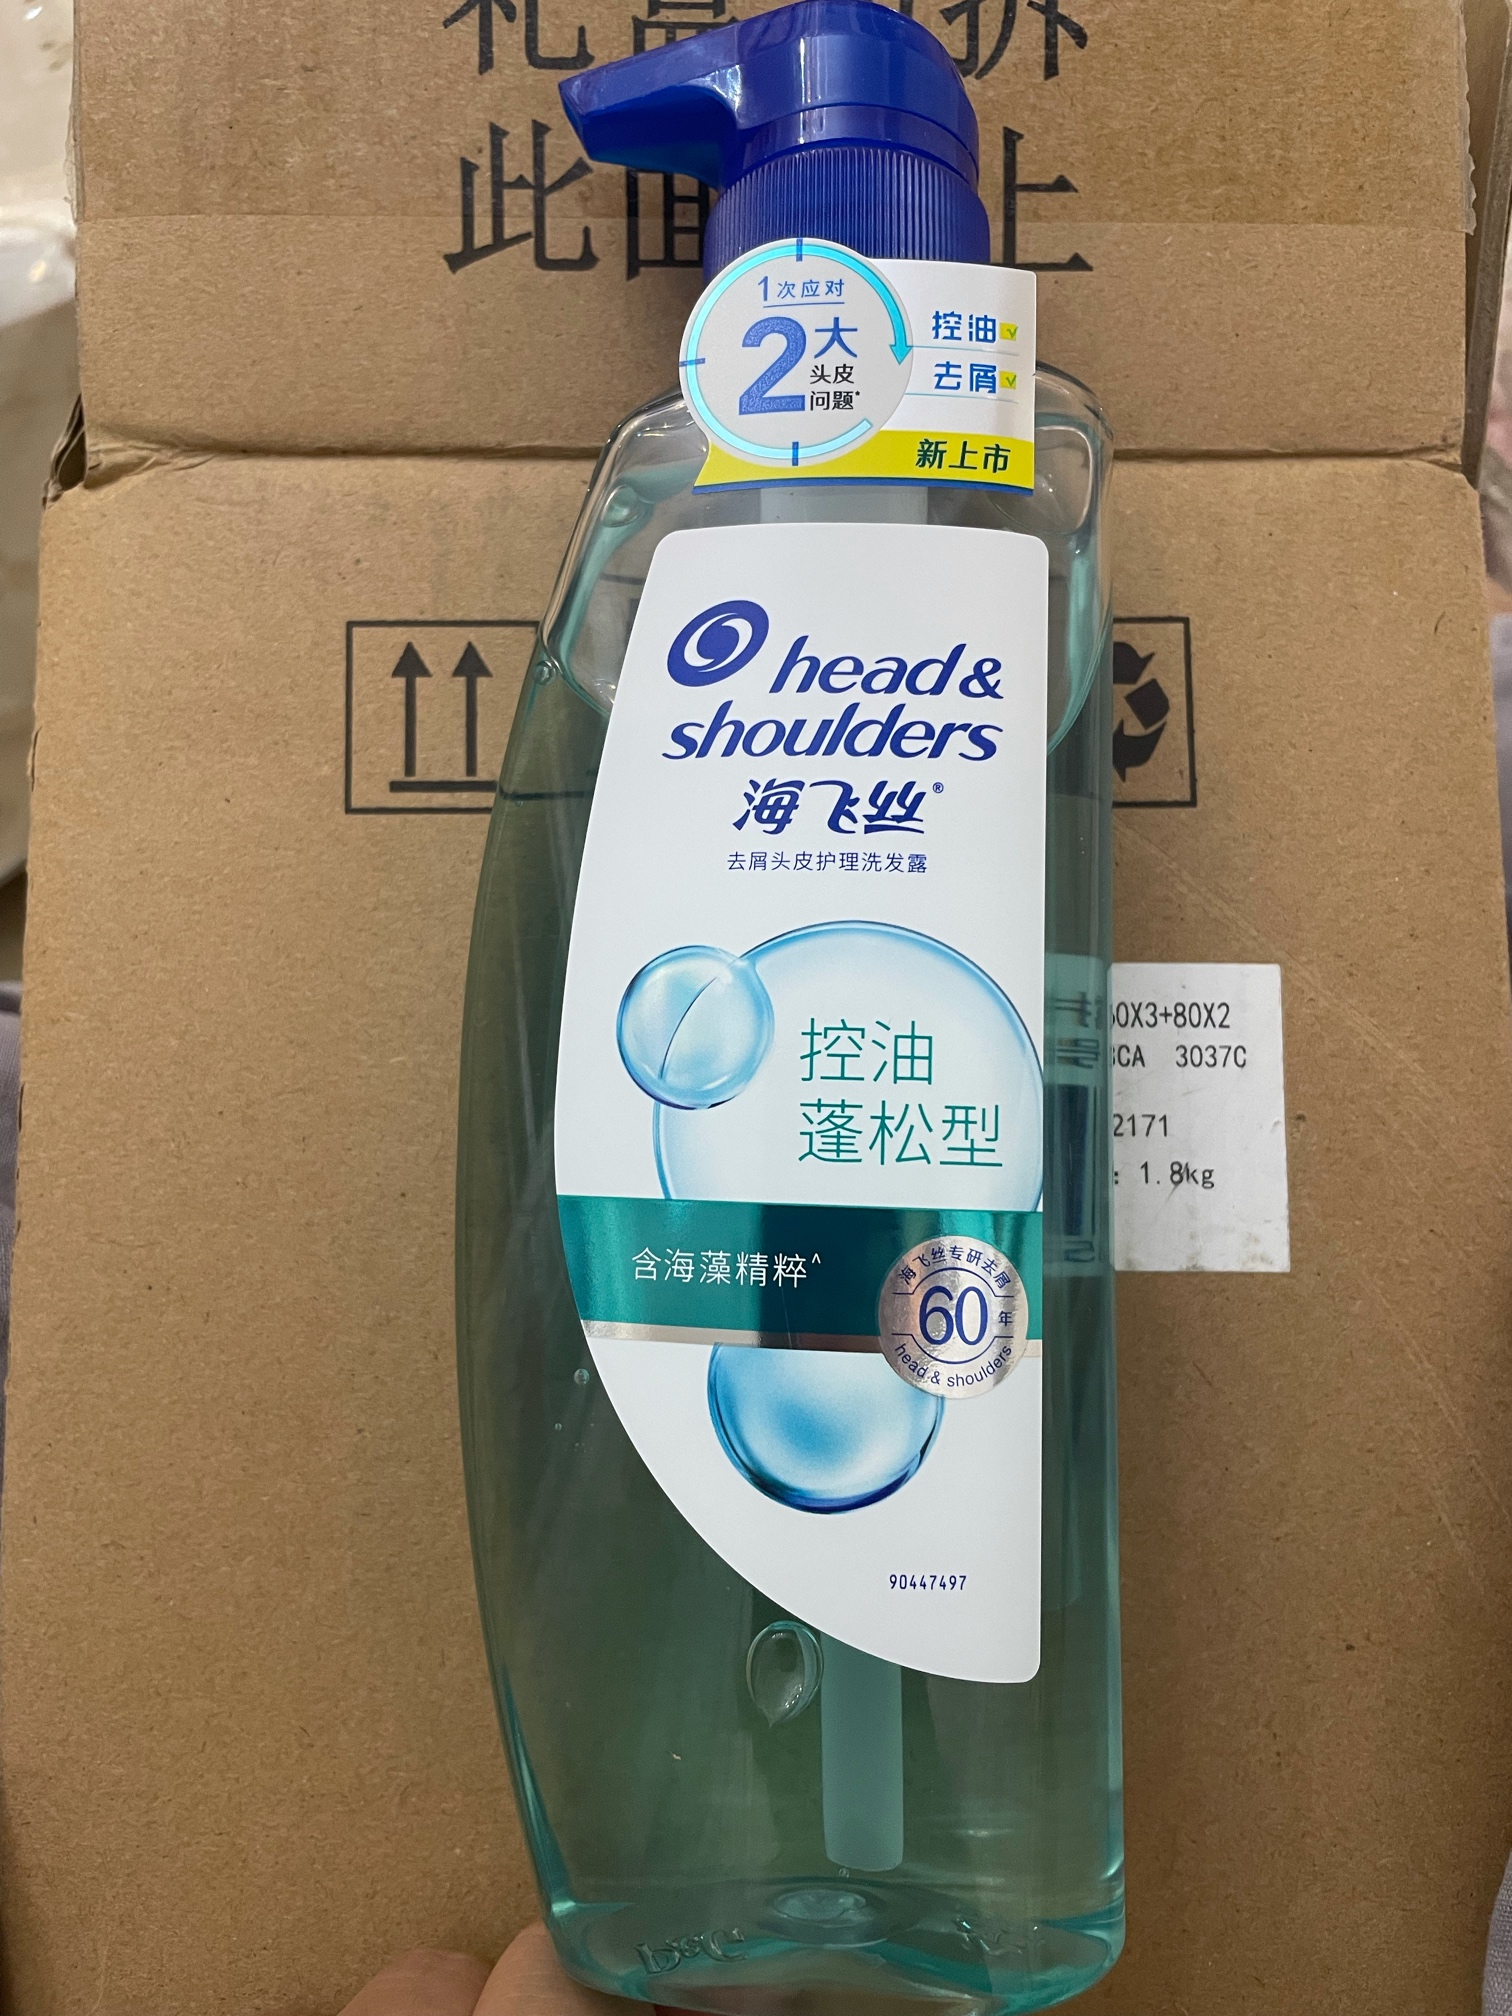 此面上
1次应对
2大
头皮
问题*
控油
去屑
新上市
head&
shoulders
海飞丝®
去屑头皮护理洗发露
控油
蓬松型
含海藻精粹^
海飞丝专研去屑
60年
head & shoulders
90447497
0X3+80X2
CA 3037C
2171
: 1.8kg
P&G